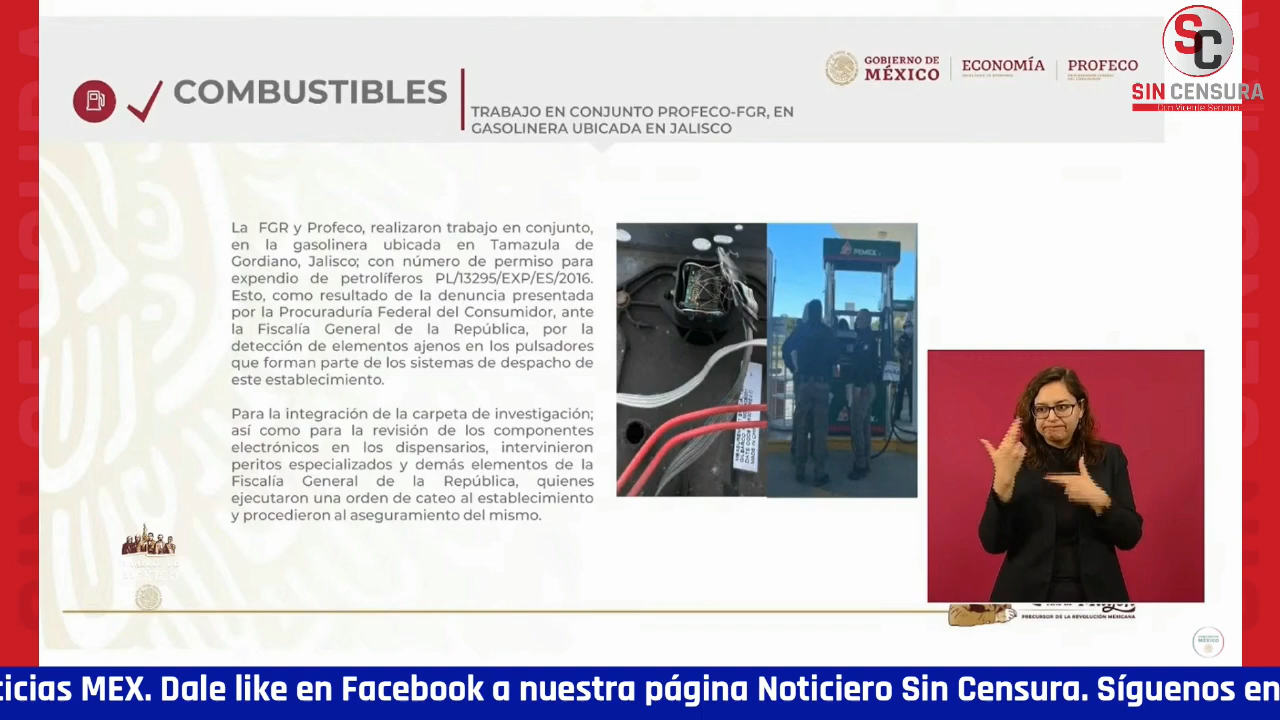 COMBUSTIBLES
TRABAJO EN CONJUNTO PROFECO-FGR, EN
GASOLINERA UBICADA EN JALISCO
GOBIERNO DE
MÉXICO
ECONOMÍA
PROFECO
SC
SIN CENSURA
Con Vicente Serrano
La FGR y Profeco, realizaron trabajo en conjunto,
en la gasolinera ubicada en Tamazula de
Gordiano, Jalisco; con número de permiso para
expendio de petrolíferos PL/13295/EXP/ES/2016.
Esto, como resultado de la denuncia presentada
por la Procuraduría Federal del Consumidor, ante
la Fiscalía General de la República, por la
detección de elementos ajenos en los pulsadores
que forman parte de los sistemas de despacho de
este establecimiento.
Para la integración de la carpeta de investigación;
así como para la revisión de los componentes
electrónicos en los dispensarios, intervinieron
peritos especializados y demás elementos de la
Fiscalía General de la República, quienes
ejecutaron una orden de cateo al establecimiento
y procedieron al aseguramiento del mismo.
PEMEX
PRECURSOR DE LA REVOLUCIÓN MEXICANA
ticias MEX. Dale like en Facebook a nuestra página Noticiero Sin Censura. Síguenos en